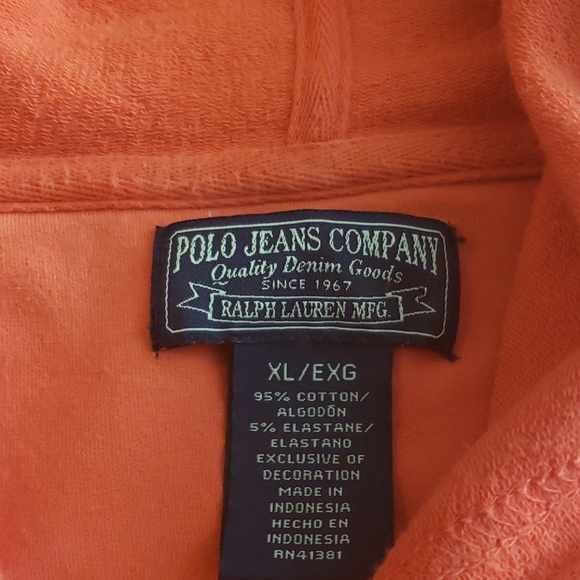 POLO JEANS COMPANY
Quality Denim Goods
SINCE 1967
RALPH LAUREN MFG.
XL/EXG
95% COTTON/
ALGODÓN
5% ELASTANE/
ELASTANO
EXCLUSIVE OF
DECORATION
MADE IN
INDONESIA
HECHO EN
INDONESIA
RN41381